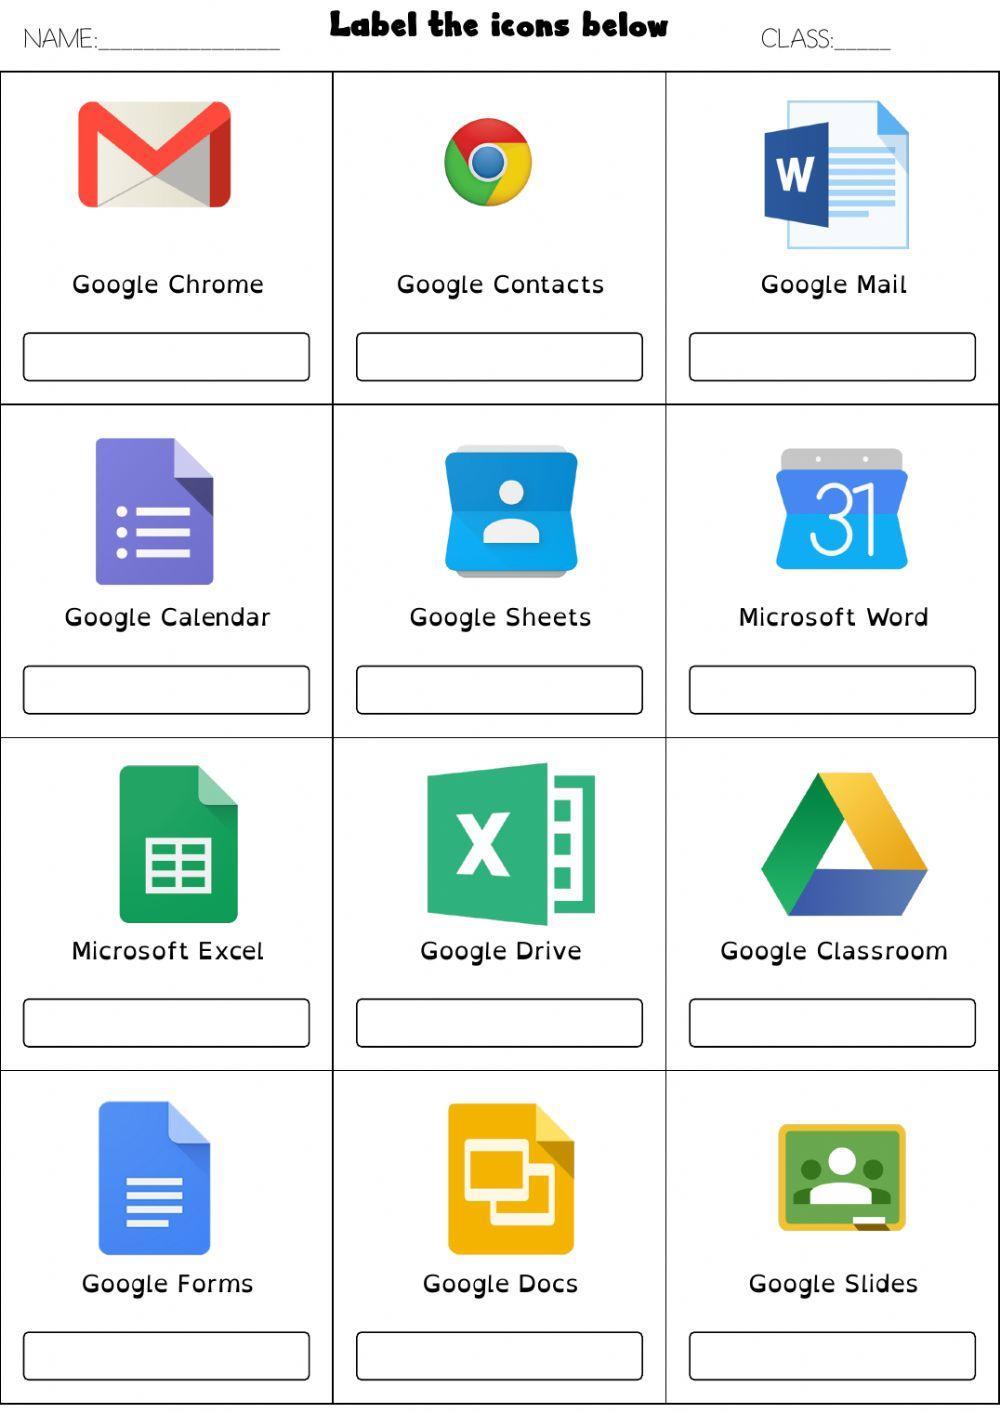 NAME:________________ Label the icons below CLASS:_____
Google Chrome Google Contacts W
Google Mail
31
Google Calendar Google Sheets Microsoft Word
X
Microsoft Excel Google Drive Google Classroom
Google Forms Google Docs Google Slides